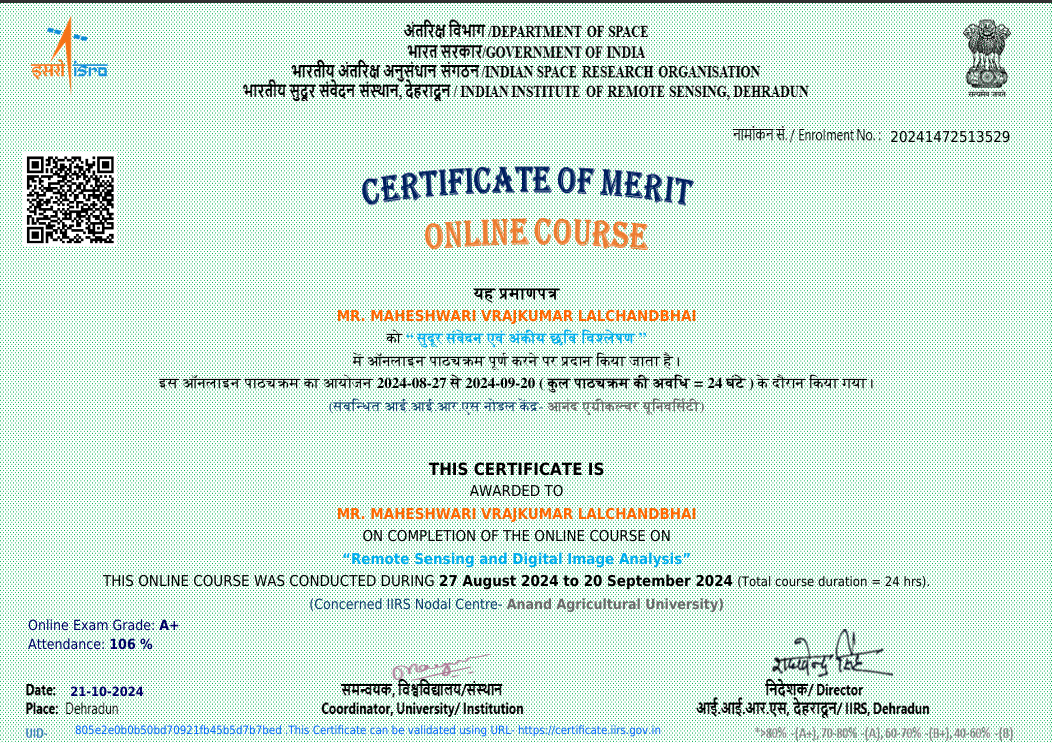 इसरो isro
अंतरिक्ष विभाग /DEPARTMENT OF SPACE
भारत सरकार/GOVERNMENT OF INDIA
भारतीय अंतरिक्ष अनुसंधान संगठन /INDIAN SPACE RESEARCH ORGANISATION
भारतीय सुदूर संवेदन संस्थान, देहरादून / INDIAN INSTITUTE OF REMOTE SENSING, DEHRADUN
सत्यमेव जयते
नामांकन सं. / Enrolment No. : 20241472513529
CERTIFICATE OF MERIT
ONLINE COURSE
यह प्रमाणपत्र
MR. MAHESHWARI VRAJKUMAR LALCHANDBHAI
को “ सुदूर संवेदन एवं अंकीय छवि विश्लेषण ”
में ऑनलाइन पाठ्यक्रम पूर्ण करने पर प्रदान किया जाता है।
इस ऑनलाइन पाठ्यक्रम का आयोजन 2024-08-27 से 2024-09-20 ( कुल पाठ्यक्रम की अवधि = 24 घंटे ) के दौरान किया गया।
(संबन्धित आई.आई.आर.एस नोडल केंद्र- आनंद एग्रीकल्चर यूनिवर्सिटी)
THIS CERTIFICATE IS
AWARDED TO
MR. MAHESHWARI VRAJKUMAR LALCHANDBHAI
ON COMPLETION OF THE ONLINE COURSE ON
“Remote Sensing and Digital Image Analysis”
THIS ONLINE COURSE WAS CONDUCTED DURING 27 August 2024 to 20 September 2024 (Total course duration = 24 hrs).
(Concerned IIRS Nodal Centre- Anand Agricultural University)
Online Exam Grade: A+
Attendance: 106 %
Date: 21-10-2024
Place: Dehradun
समन्वयक, विश्वविद्यालय/संस्थान
Coordinator, University/ Institution
निदेशक/ Director
आई.आई.आर.एस, देहरादून/ IIRS, Dehradun
UID- 805e2e0b0b50bd70921fb45b5d7b7bed .This Certificate can be validated using URL- https://certificate.iirs.gov.in
*>80% -(A+), 70-80% -(A), 60-70% -(B+), 40-60% -(B)